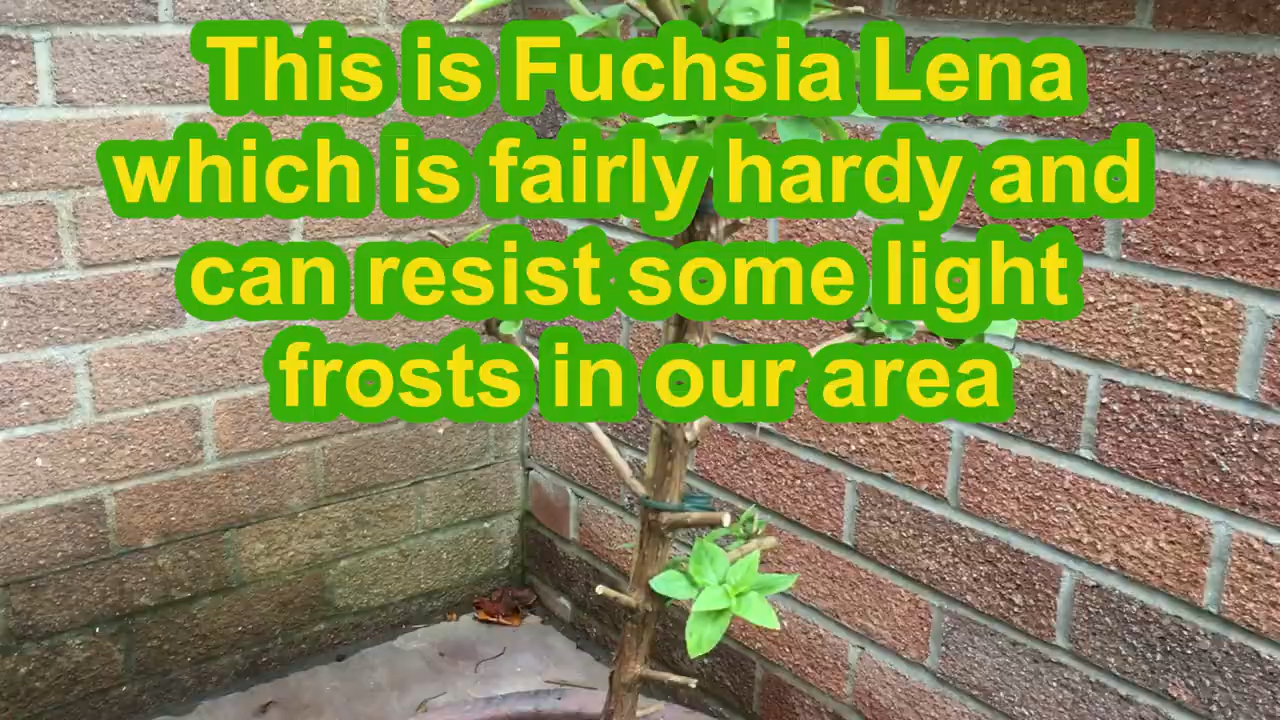 This is Fuchsia Lena
which is fairly hardy and
can resist some light
frosts in our area